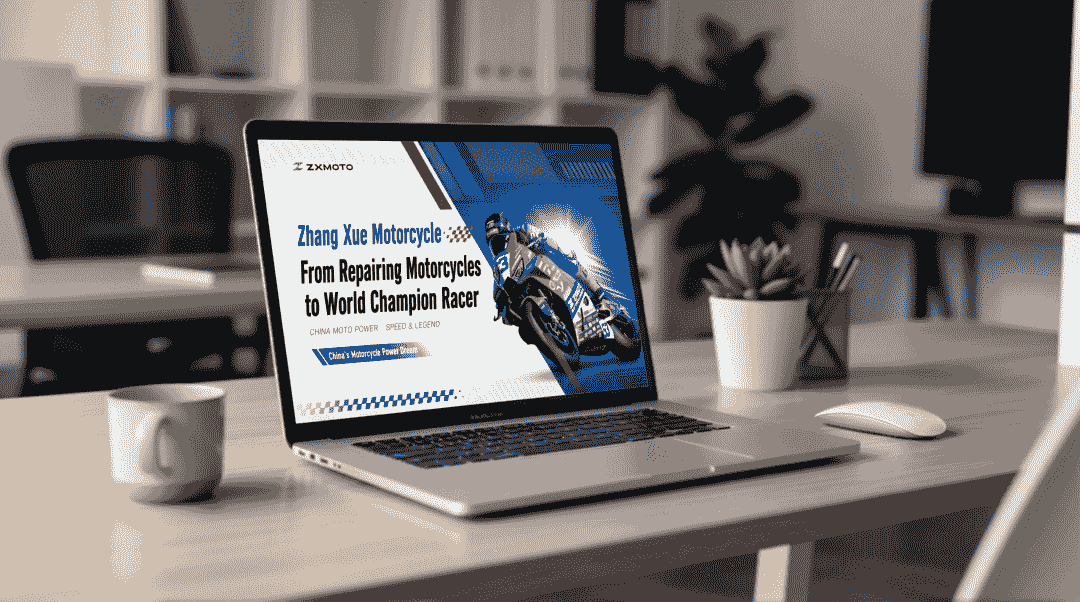 ZXMOTO
Zhang Xue Motorcycle
From Repairing Motorcycles
to World Champion Racer
CHINA MOTO POWER SPEED & LEGEND
China's Motorcycle Power Dream